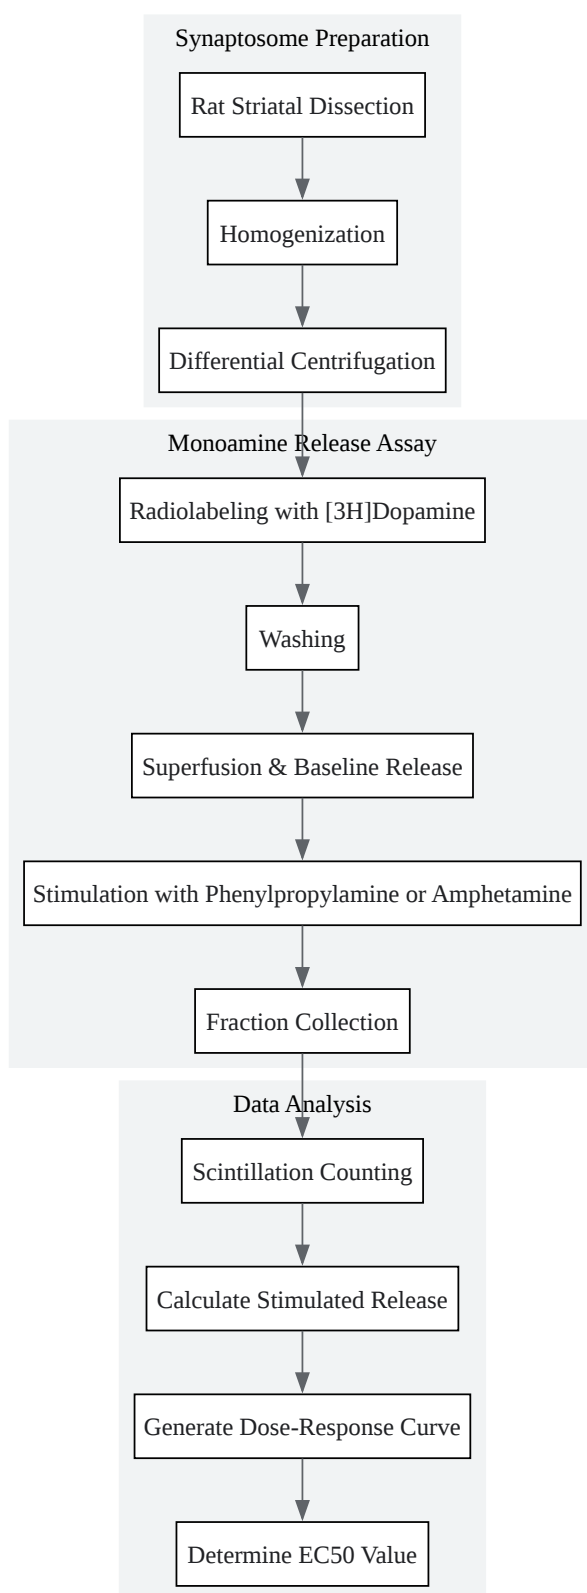 Synaptosome Preparation
Rat Striatal Dissection
Homogenization
Differential Centrifugation
Monoamine Release Assay
Radiolabeling with [3H]Dopamine
Washing
Superfusion & Baseline Release
Stimulation with Phenylpropylamine or Amphetamine
Fraction Collection
Data Analysis
Scintillation Counting
Calculate Stimulated Release
Generate Dose-Response Curve
Determine EC50 Value